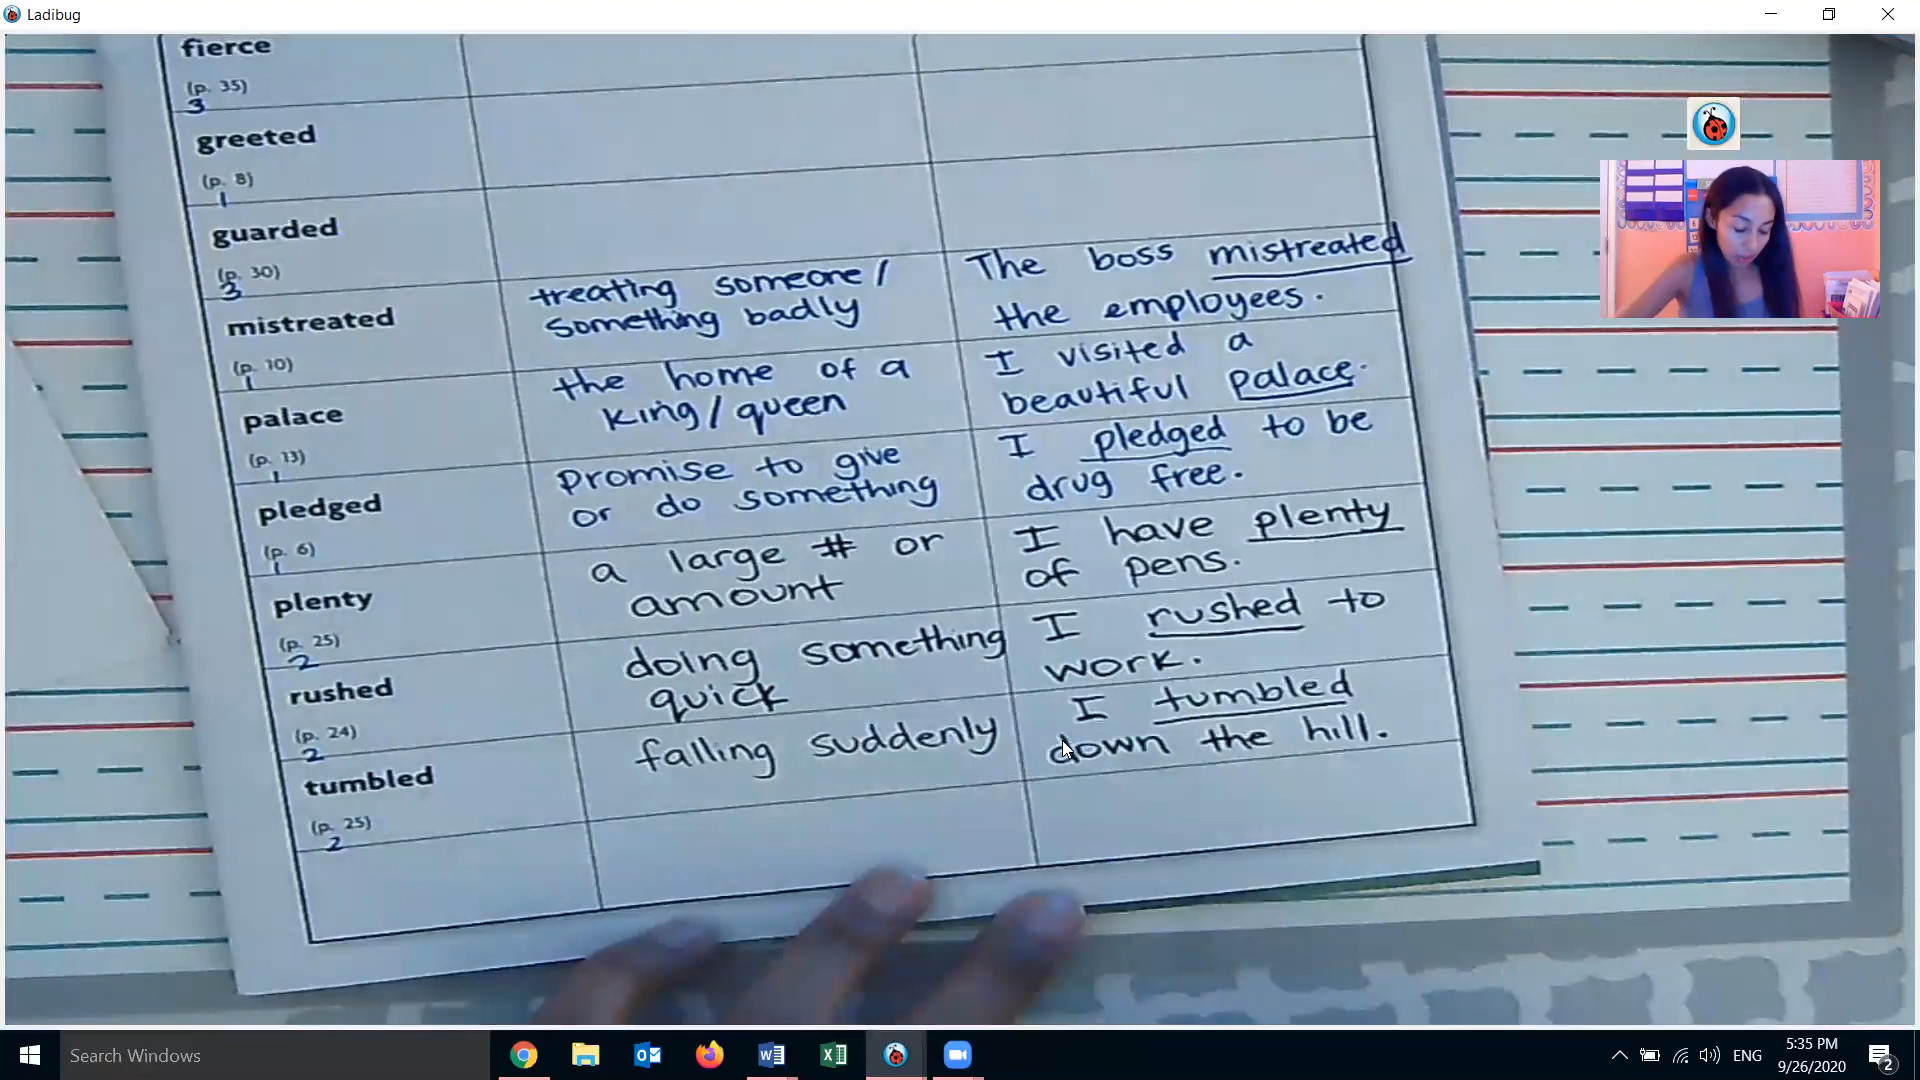 Ladibug
fierce
(p. 35)
3
greeted
(p. 8)
1
guarded
(p. 30)
3
mistreated
treating someone/
something badly
The boss mistreated
the employees.
(p. 10)
1
palace
the home of a
king/queen
I visited a
beautiful palace.
(p. 13)
1
pledged
Promise to give
or do something
I pledged to be
drug free.
(p. 6)
1
plenty
a large # or
amount
I have plenty
of pens.
(p. 25)
2
rushed
doing something
quick
I rushed to
work.
(p. 24)
2
tumbled
falling suddenly
I tumbled
down the hill.
(p. 25)
2
Search Windows
ENG
5:35 PM
9/26/2020
2